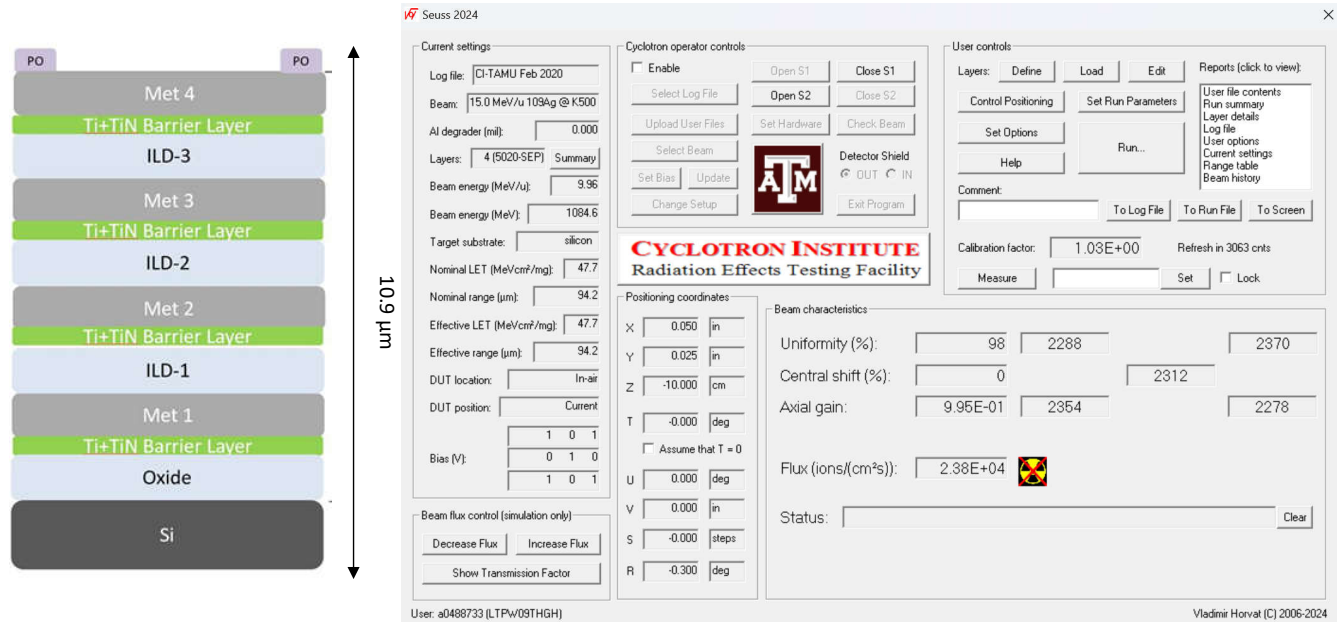 PO PO
Met 4
Ti+TiN Barrier Layer
ILD-3
Met 3
Ti+TiN Barrier Layer
ILD-2
Met 2
Ti+TiN Barrier Layer
ILD-1
Met 1
Ti+TiN Barrier Layer
Oxide
Si
10.9 µm
Seuss 2024
Current settings
Log file: CI-TAMU Feb 2020
Beam: 15.0 MeV/u 109Ag @ K500
Al degrader (mil): 0.000
Layers: 4 (5020-SEP) Summary
Beam energy (MeV/u): 9.96
Beam energy (MeV): 1084.6
Target substrate: silicon
Nominal LET (MeVcm²/mg): 47.7
Nominal range (µm): 94.2
Effective LET (MeVcm²/mg): 47.7
Effective range (µm): 94.2
DUT location: In-air
DUT position: Current
1 0 1
Bias (V): 0 1 0
1 0 1
Beam flux control (simulation only)
Decrease Flux Increase Flux
Show Transmission Factor
User: a0488733 (LTPW09THGH)
Cyclotron operator controls
Enable Open S1 Close S1
Select Log File Open S2 Close S2
Upload User Files Set Hardware Check Beam
Select Beam
Set Bias Update
Change Setup
A|M
Detector Shield
OUT IN
Exit Program
CYCLOTRON INSTITUTE
Radiation Effects Testing Facility
Positioning coordinates
X 0.050 in
Y 0.025 in
Z -10.000 cm
T -0.000 deg
Assume that T = 0
U 0.000 deg
V 0.000 in
S -0.000 steps
R -0.300 deg
User controls
Layers: Define Load Edit
Control Positioning Set Run Parameters
Set Options
Run...
Help
Reports (click to view):
User file contents
Run summary
Layer details
Log file
User options
Current settings
Range table
Beam history
Comment:
To Log File To Run File To Screen
Calibration factor: 1.03E+00 Refresh in 3063 cnts
Measure Set Lock
Beam characteristics
Uniformity (%): 98 2288 2370
Central shift (%): 0 2312
Axial gain: 9.95E-01 2354 2278
Flux (ions/(cm²s)): 2.38E+04
Status: Clear
Vladimir Horvat (C) 2006-2024